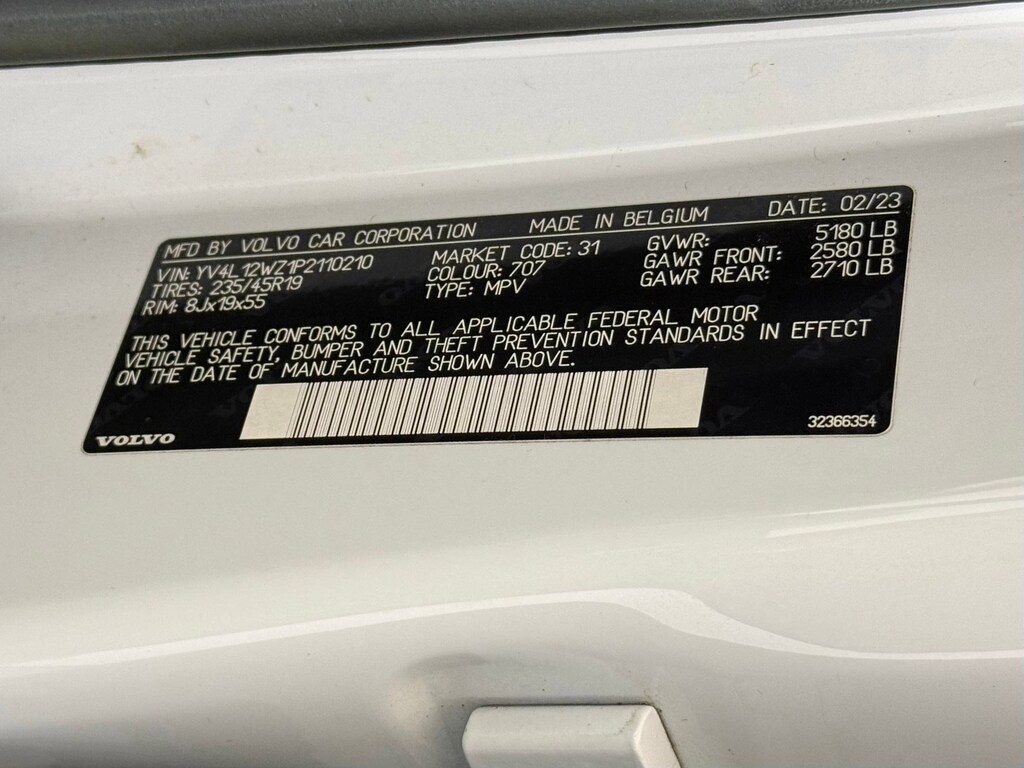 MFD BY VOLVO CAR CORPORATION MADE IN BELGIUM DATE: 02/23
VIN: YV4L12WZ1P2110210 MARKET CODE: 31 GVWR: 5180 LB
TIRES: 235/45R19 COLOUR: 707 GAWR FRONT: 2580 LB
RIM: 8Jx19x55 TYPE: MPV GAWR REAR: 2710 LB
THIS VEHICLE CONFORMS TO ALL APPLICABLE FEDERAL MOTOR
VEHICLE SAFETY, BUMPER AND THEFT PREVENTION STANDARDS IN EFFECT
ON THE DATE OF MANUFACTURE SHOWN ABOVE.
VOLVO 32366354